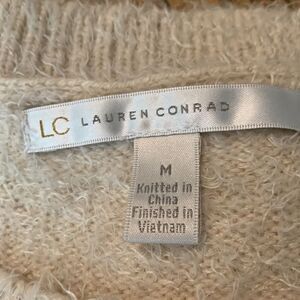 LC LAUREN CONRAD
M
Knitted in
China
Finished in
Vietnam